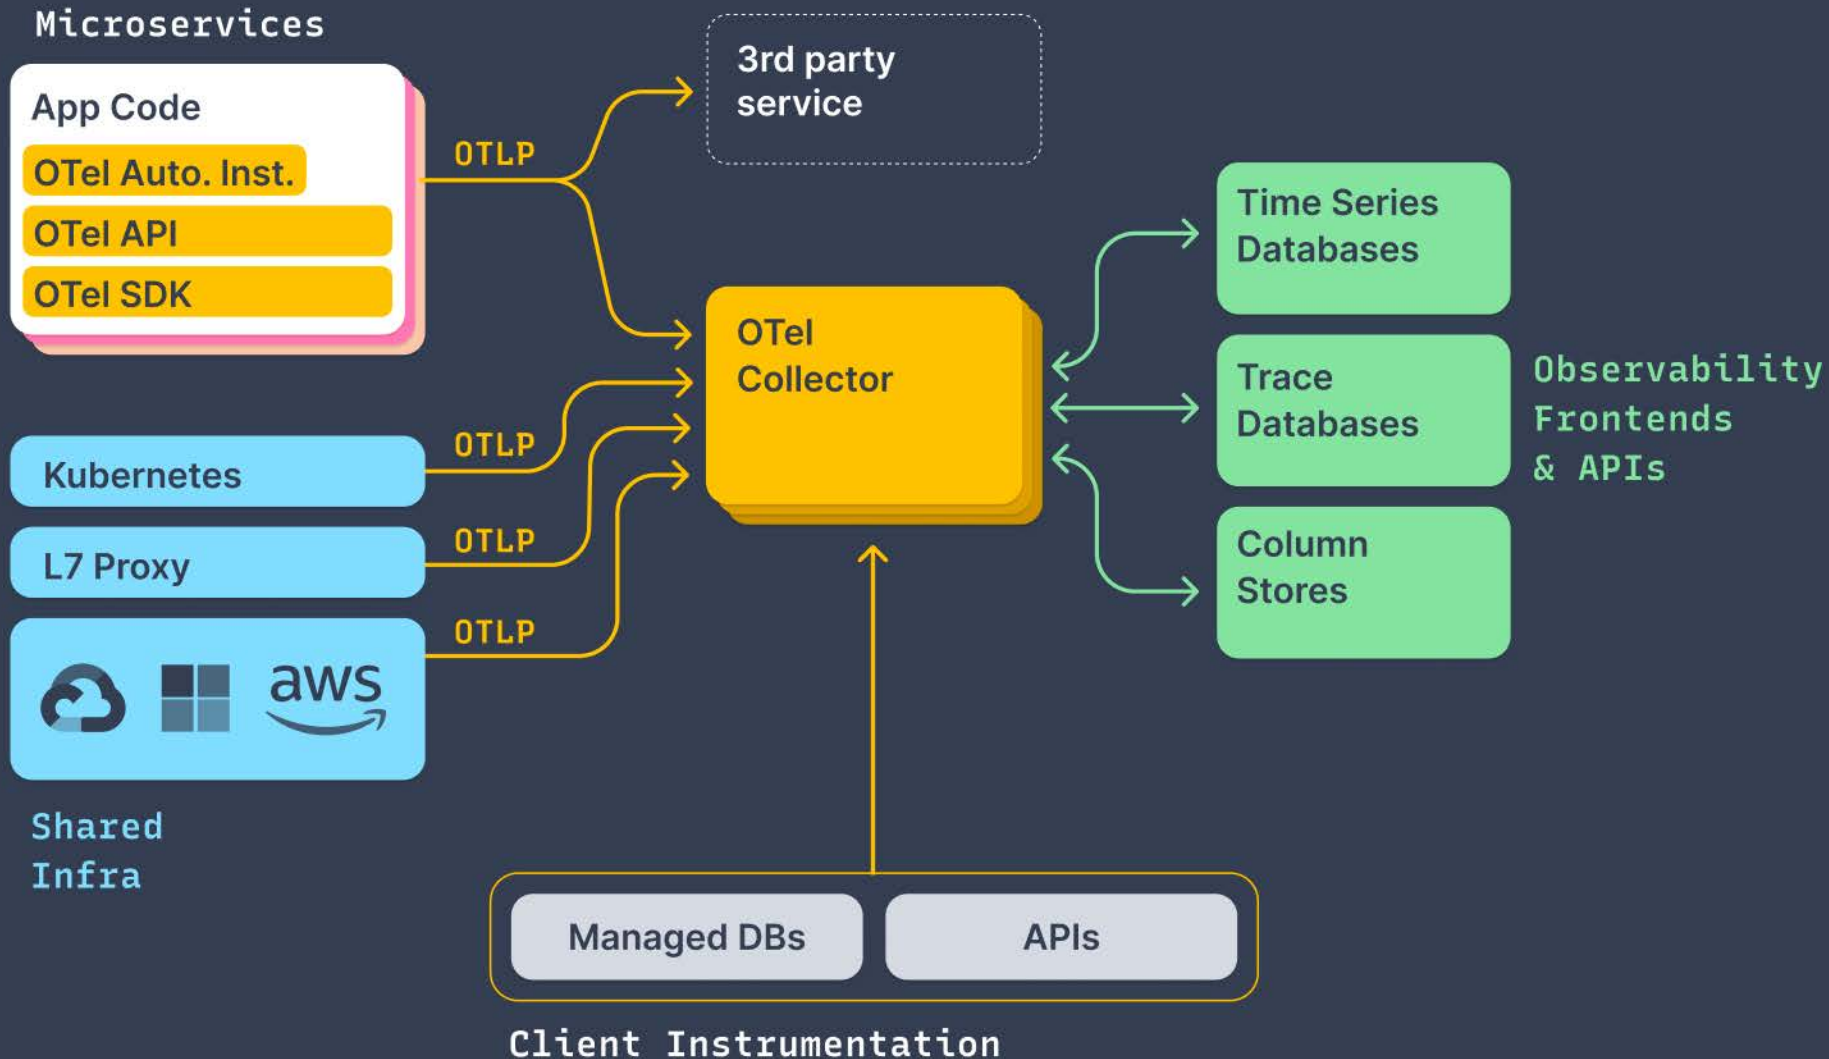 Microservices
App Code
OTel Auto. Inst.
OTel API
OTel SDK
OTLP
3rd party
service
Kubernetes
OTLP
L7 Proxy
OTLP
aws
OTLP
Shared
Infra
OTel
Collector
Time Series
Databases
Trace
Databases
Column
Stores
Observability
Frontends
& APIs
Managed DBs
APIs
Client Instrumentation